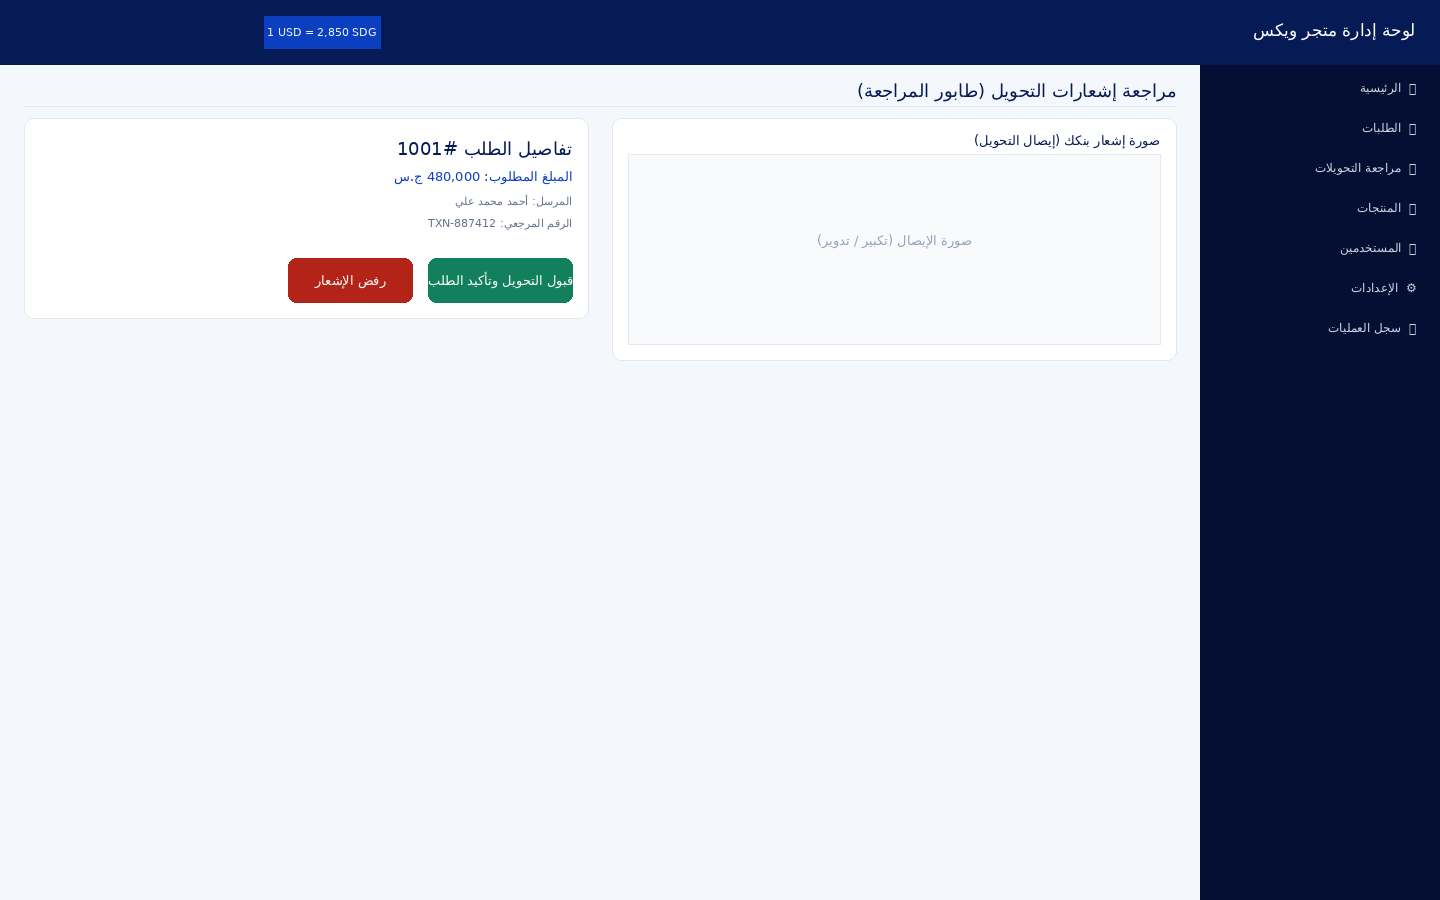 لوحة إدارة متجر ويكس
1 USD = 2,850 SDG
الرئيسية
الطلبات
مراجعة التحويلات
المنتجات
المستخدمين
⚙ الإعدادات
سجل العمليات
مراجعة إشعارات التحويل (طابور المراجعة)
صورة إشعار بنكك (إيصال التحويل)
صورة الإيصال (تكبير / تدوير)
تفاصيل الطلب #1001
المبلغ المطلوب: 480,000 ج.س
المرسل: أحمد محمد علي
الرقم المرجعي: TXN-887412
قبول التحويل وتأكيد الطلب
رفض الإشعار